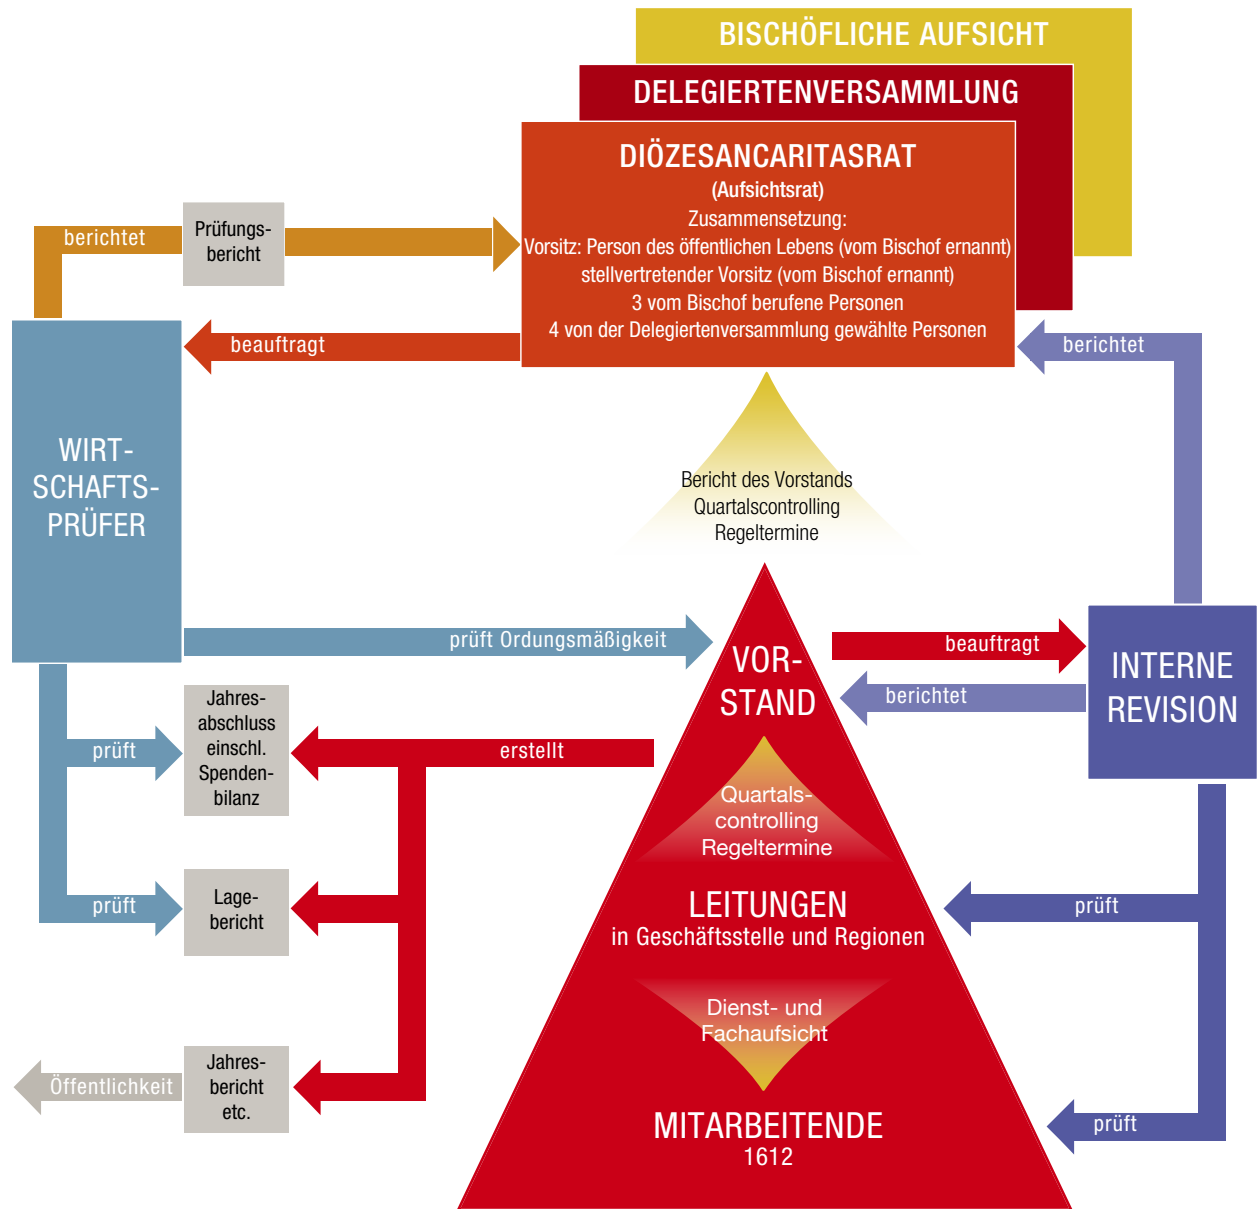 BISCHÖFLICHE AUFSICHT
DELEGIERTENVERSAMMLUNG
DIÖZESANCARITASRAT
(Aufsichtsrat)
Zusammensetzung:
Vorsitz: Person des öffentlichen Lebens (vom Bischof ernannt)
stellvertretender Vorsitz (vom Bischof ernannt)
3 vom Bischof berufene Personen
4 von der Delegiertenversammlung gewählte Personen
berichtet
Prüfungs-
bericht
beauftragt
berichtet
WIRT-
SCHAFTS-
PRÜFER
Bericht des Vorstands
Quartalscontrolling
Regeltermine
prüft Ordungsmäßigkeit
VOR-
STAND
beauftragt
berichtet
INTERNE
REVISION
prüft
Jahres-
abschluss
einschl.
Spenden-
bilanz
erstellt
Quartals-
controlling
Regeltermine
prüft
Lage-
bericht
LEITUNGEN
in Geschäftsstelle und Regionen
prüft
Dienst- und
Fachaufsicht
Öffentlichkeit
Jahres-
bericht
etc.
MITARBEITENDE
1612
prüft